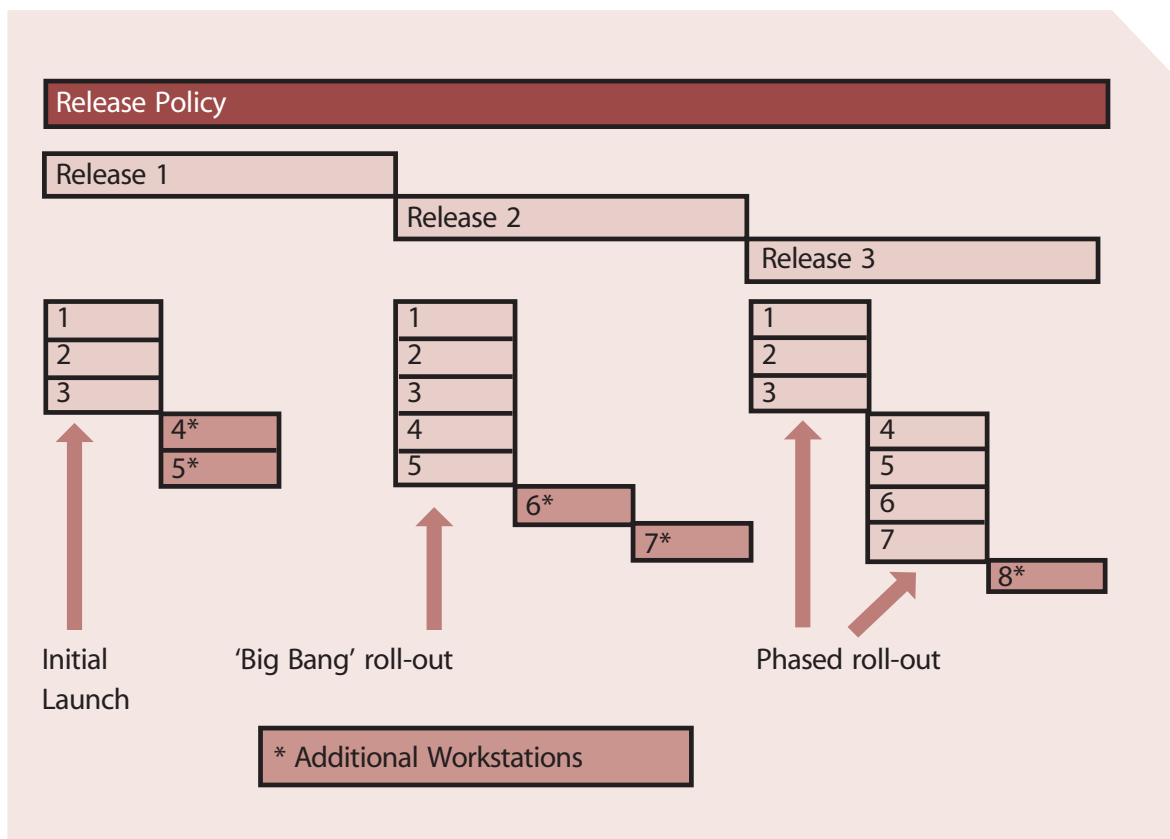 Release Policy
Release 1
Release 2
Release 3
1
2
3
4*
5*
1
2
3
4
5
6*
7*
1
2
3
4
5
6
7
8*
Initial
Launch
‘Big Bang’ roll-out
Phased roll-out
* Additional Workstations